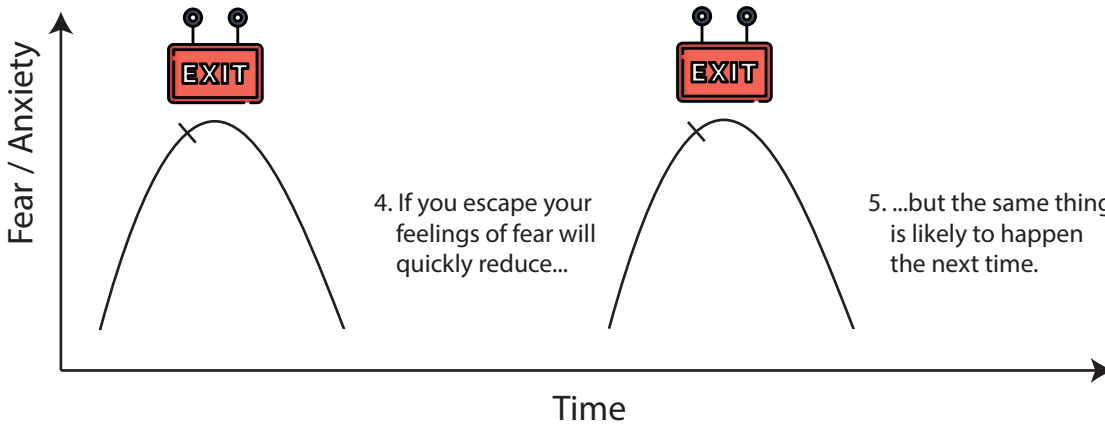 EXIT
EXIT
Fear / Anxiety
4. If you escape your
feelings of fear will
quickly reduce...
5. ...but the same thing
is likely to happen
the next time.
Time